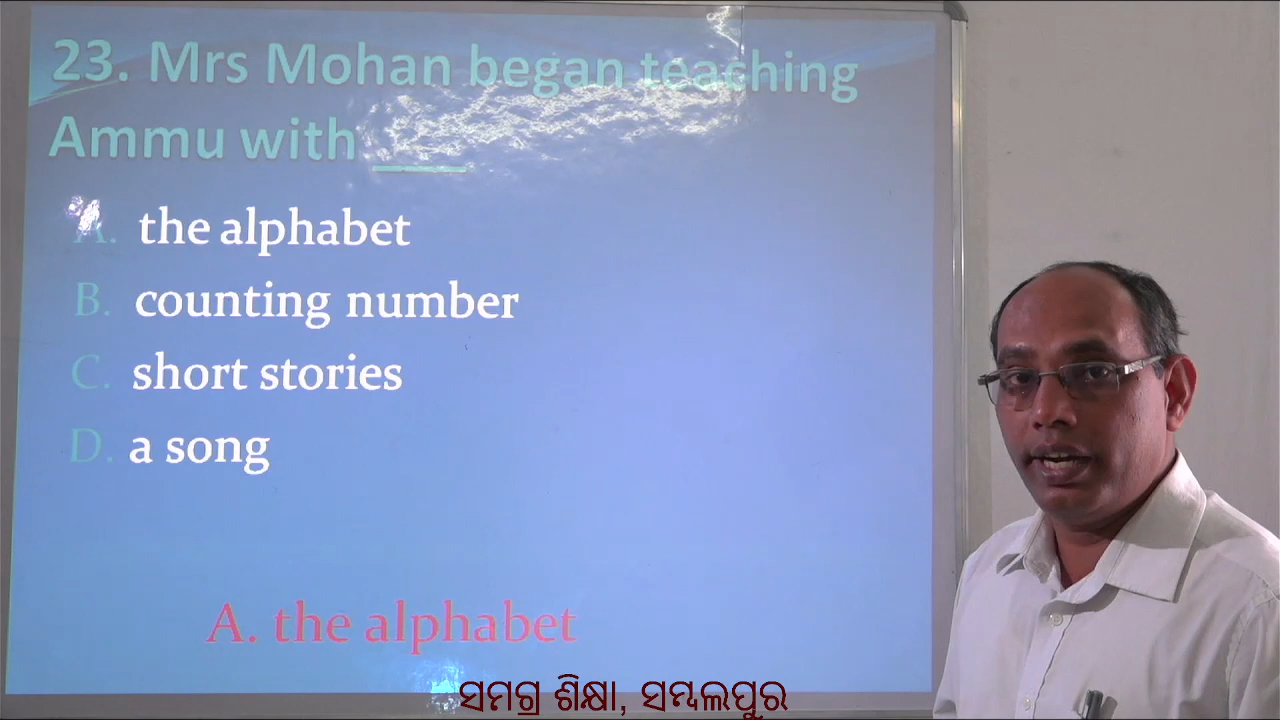 23. Mrs Mohan began teaching
Ammu with ____
A. the alphabet
B. counting number
C. short stories
D. a song
A. the alphabet
ସମଗ୍ର ଶିକ୍ଷା, ସମ୍ବଲପୁର